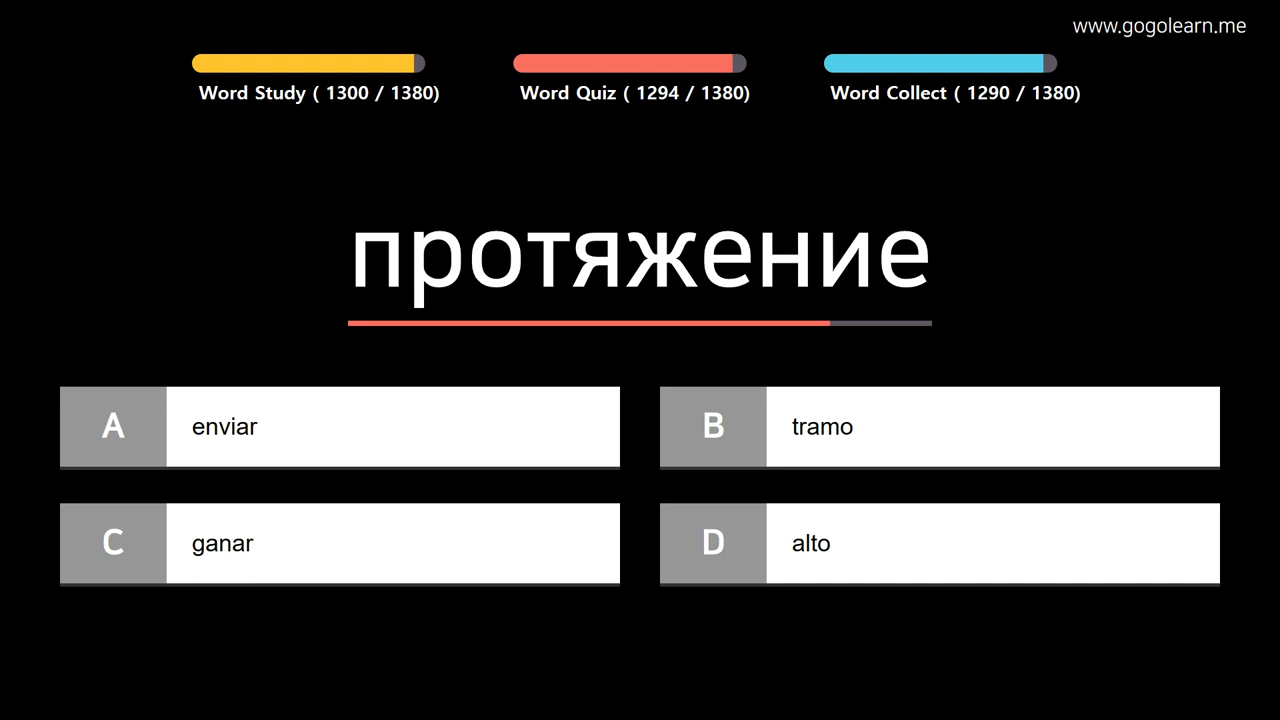 www.gogolearn.me
Word Study ( 1300 / 1380)
Word Quiz ( 1294 / 1380)
Word Collect ( 1290 / 1380)
протяжение
A enviar
B tramo
C ganar
D alto